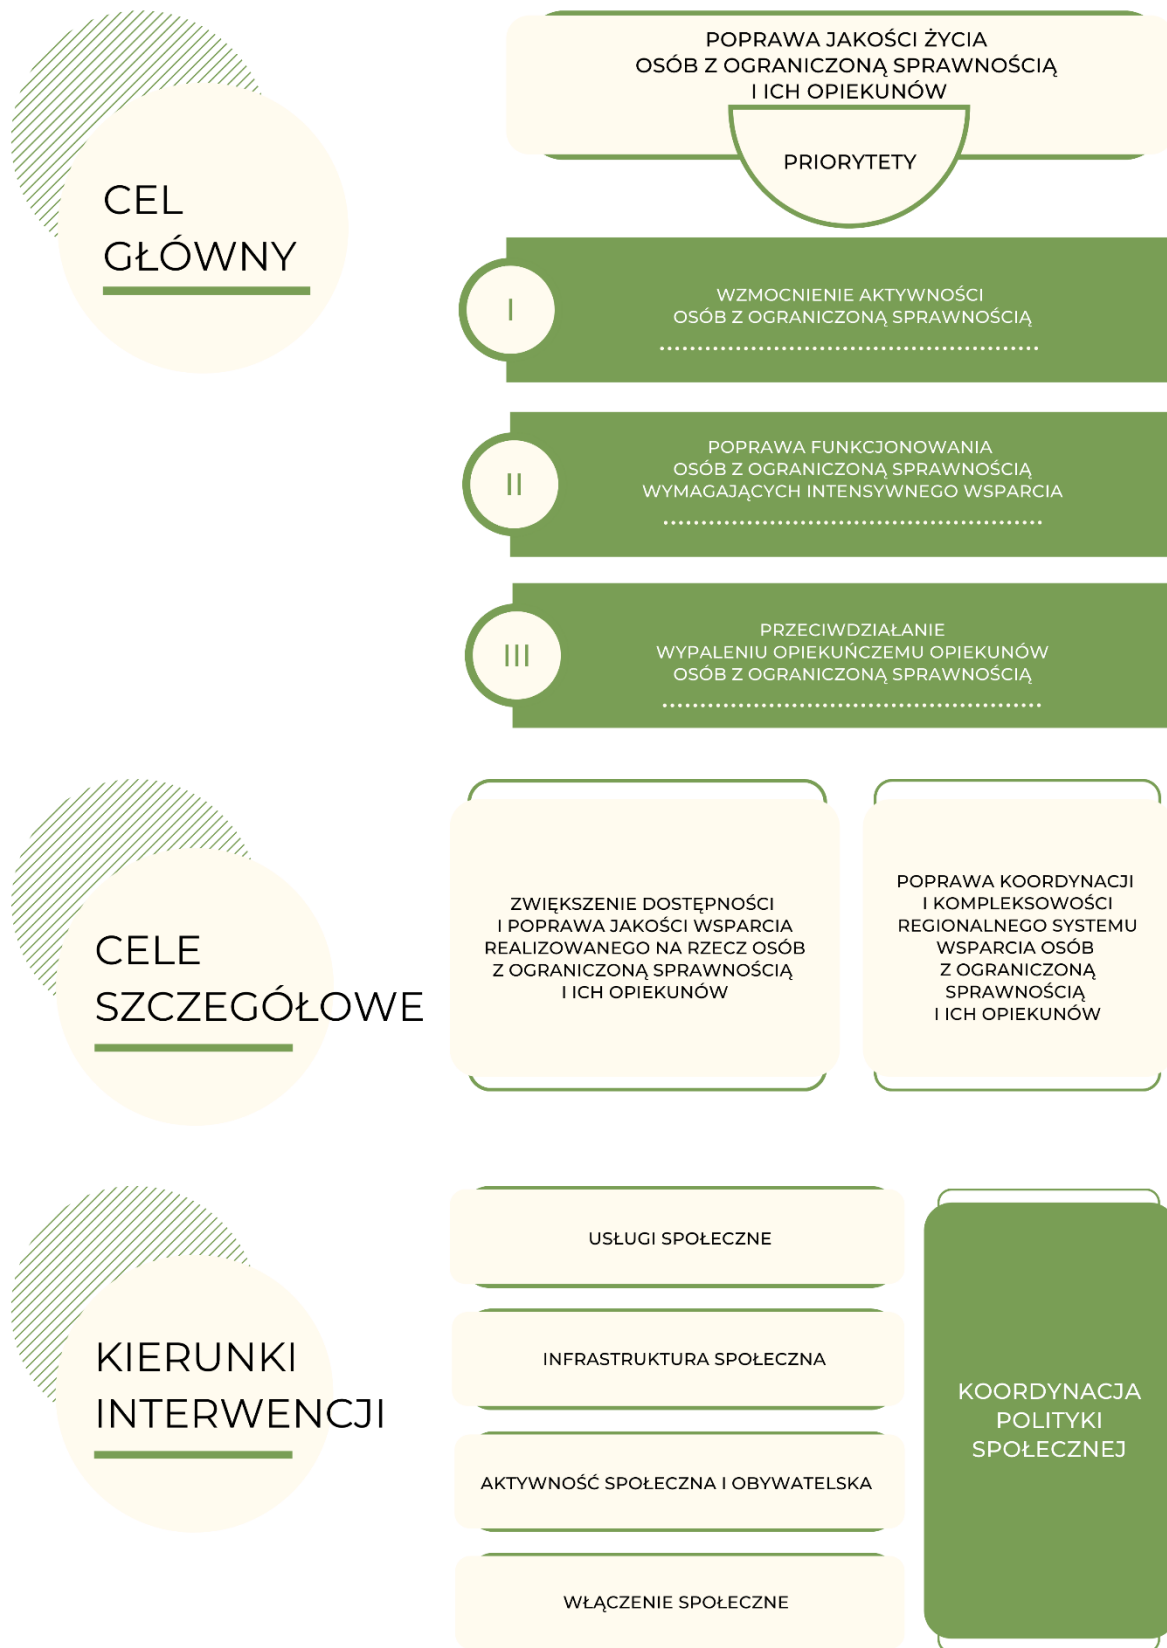 CEL
GŁÓWNY
POPRAWA JAKOŚCI ŻYCIA
OSÓB Z OGRANICZONĄ SPRAWNOŚCIĄ
I ICH OPIEKUNÓW
PRIORYTETY
I
WZMOCNIENIE AKTYWNOŚCI
OSÓB Z OGRANICZONĄ SPRAWNOŚCIĄ
II
POPRAWA FUNKCJONOWANIA
OSÓB Z OGRANICZONĄ SPRAWNOŚCIĄ
WYMAGAJĄCYCH INTENSYWNEGO WSPARCIA
III
PRZECIWDZIAŁANIE
WYPALENIU OPIEKUŃCZEMU OPIEKUNÓW
OSÓB Z OGRANICZONĄ SPRAWNOŚCIĄ
CELE
SZCZEGÓŁOWE
ZWIĘKSZENIE DOSTĘPNOŚCI
I POPRAWA JAKOŚCI WSPARCIA
REALIZOWANEGO NA RZECZ OSÓB
Z OGRANICZONĄ SPRAWNOŚCIĄ
I ICH OPIEKUNÓW
POPRAWA KOORDYNACJI
I KOMPLEKSOWOŚCI
REGIONALNEGO SYSTEMU
WSPARCIA OSÓB
Z OGRANICZONĄ
SPRAWNOŚCIĄ
I ICH OPIEKUNÓW
KIERUNKI
INTERWENCJI
USŁUGI SPOŁECZNE
INFRASTRUKTURA SPOŁECZNA
AKTYWNOŚĆ SPOŁECZNA I OBYWATELSKA
WŁĄCZENIE SPOŁECZNE
KOORDYNACJA
POLITYKI
SPOŁECZNEJ